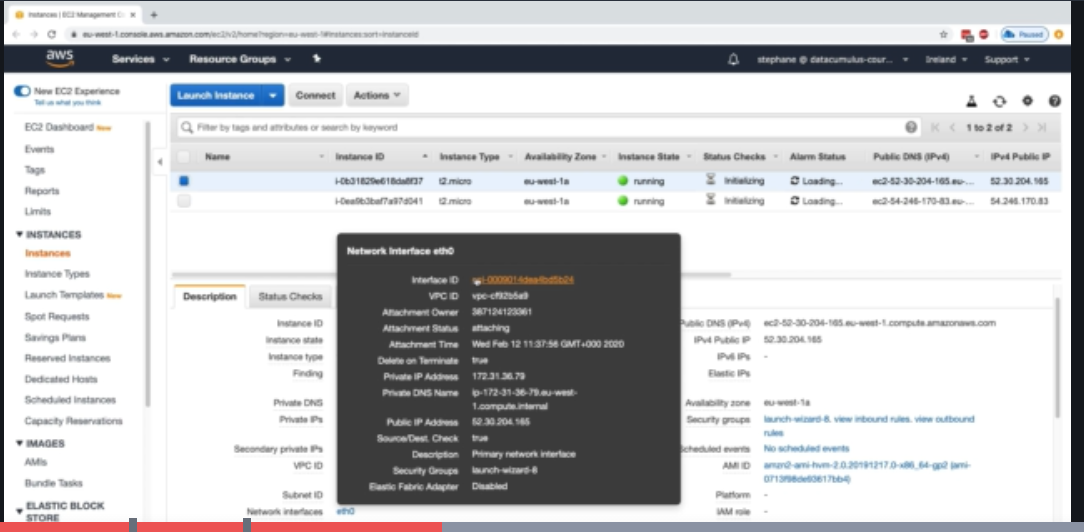 Instances | EC2 Management Co
eu-west-1.console.aws.amazon.com/ec2/v2/home?region=eu-west-1#Instances:sort=instanceId
Paused
aws
Services
Resource Groups
stephane @ datacumulus-cour...
Ireland
Support
New EC2 Experience
Tell us what you think
Launch Instance
Connect
Actions
EC2 Dashboard New
Events
Tags
Reports
Limits
INSTANCES
Instances
Instance Types
Launch Templates New
Spot Requests
Savings Plans
Reserved Instances
Dedicated Hosts
Scheduled Instances
Capacity Reservations
IMAGES
AMIs
Bundle Tasks
ELASTIC BLOCK
STORE
Filter by tags and attributes or search by keyword
1 to 2 of 2
Name Instance ID Instance Type Availability Zone Instance State Status Checks Alarm Status Public DNS (IPv4) IPv4 Public IP
i-0b31829e618da8f37 t2.micro eu-west-1a running Initializing Loading... ec2-52-30-204-165.eu-... 52.30.204.165
i-0ea9b3baf7a97d041 t2.micro eu-west-1a running Initializing Loading... ec2-54-246-170-83.eu-... 54.246.170.83
Network Interface eth0
Interface ID eni-0009014dea4bd5b24
VPC ID vpc-cf92b5a9
Attachment Owner 387124123361
Attachment Status attaching
Attachment Time Wed Feb 12 11:37:56 GMT+000 2020
Delete on Terminate true
Private IP Address 172.31.36.79
Private DNS Name ip-172-31-36-79.eu-west-
1.compute.internal
Public IP Address 52.30.204.165
Source/Dest. Check true
Description Primary network interface
Security Groups launch-wizard-8
Elastic Fabric Adapter Disabled
Description
Status Checks
Instance ID
Instance state
Instance type
Finding
Private DNS
Private IPs
Secondary private IPs
VPC ID
Subnet ID
Network interfaces eth0
Public DNS (IPv4) ec2-52-30-204-165.eu-west-1.compute.amazonaws.com
IPv4 Public IP 52.30.204.165
IPv6 IPs -
Elastic IPs
Availability zone eu-west-1a
Security groups launch-wizard-8. view inbound rules. view outbound
rules
Scheduled events No scheduled events
AMI ID amzn2-ami-hvm-2.0.20191217.0-x86_64-gp2 (ami-
0713f98de93617bb4)
Platform -
IAM role -